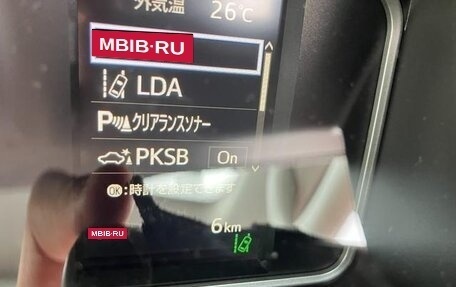 外気温 26℃
MBIB·RU
LDA
クリアランスソナー
PKSB On
OK:時計を設定できます
6km
MBIB·RU